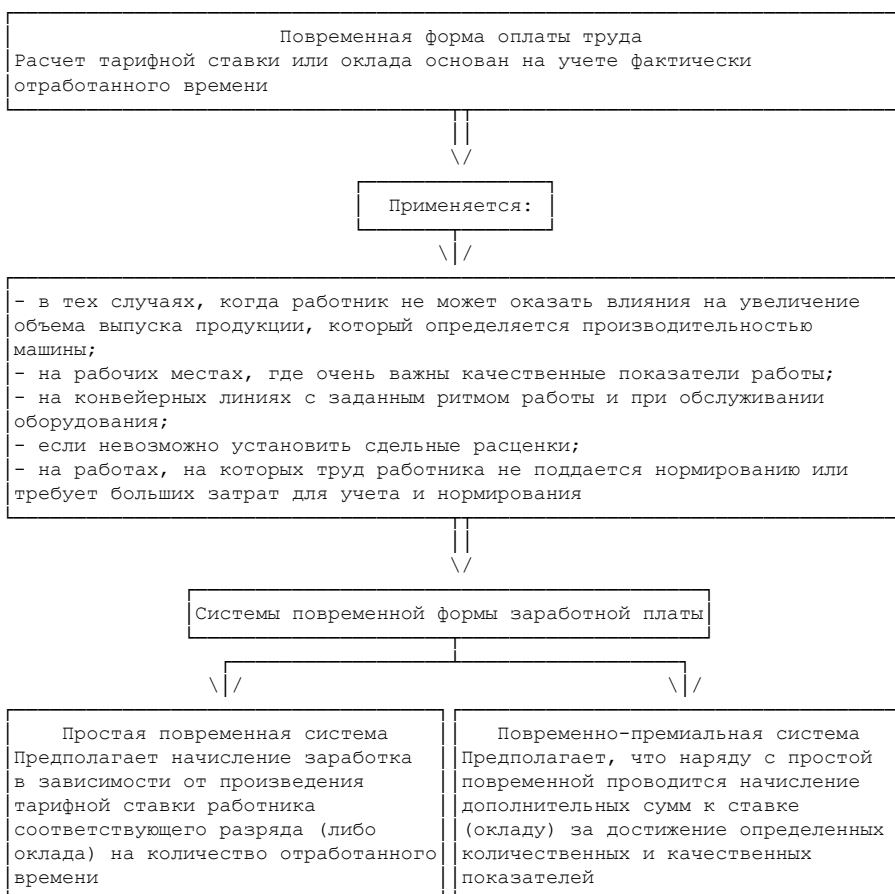 Повременная форма оплаты труда
Расчет тарифной ставки или оклада основан на учете фактически
отработанного времени
Применяется:
- в тех случаях, когда работник не может оказать влияния на увеличение
объема выпуска продукции, который определяется производительностью
машины;
- на рабочих местах, где очень важны качественные показатели работы;
- на конвейерных линиях с заданным ритмом работы и при обслуживании
оборудования;
- если невозможно установить сдельные расценки;
- на работах, на которых труд работника не поддается нормированию или
требует больших затрат для учета и нормирования
Системы повременной формы заработной платы
Простая повременная система
Предполагает начисление заработка
в зависимости от произведения
тарифной ставки работника
соответствующего разряда (либо
оклада) на количество отработанного
времени
Повременно-премиальная система
Предполагает, что наряду с простой
повременной проводится начисление
дополнительных сумм к ставке
(окладу) за достижение определенных
количественных и качественных
показателей